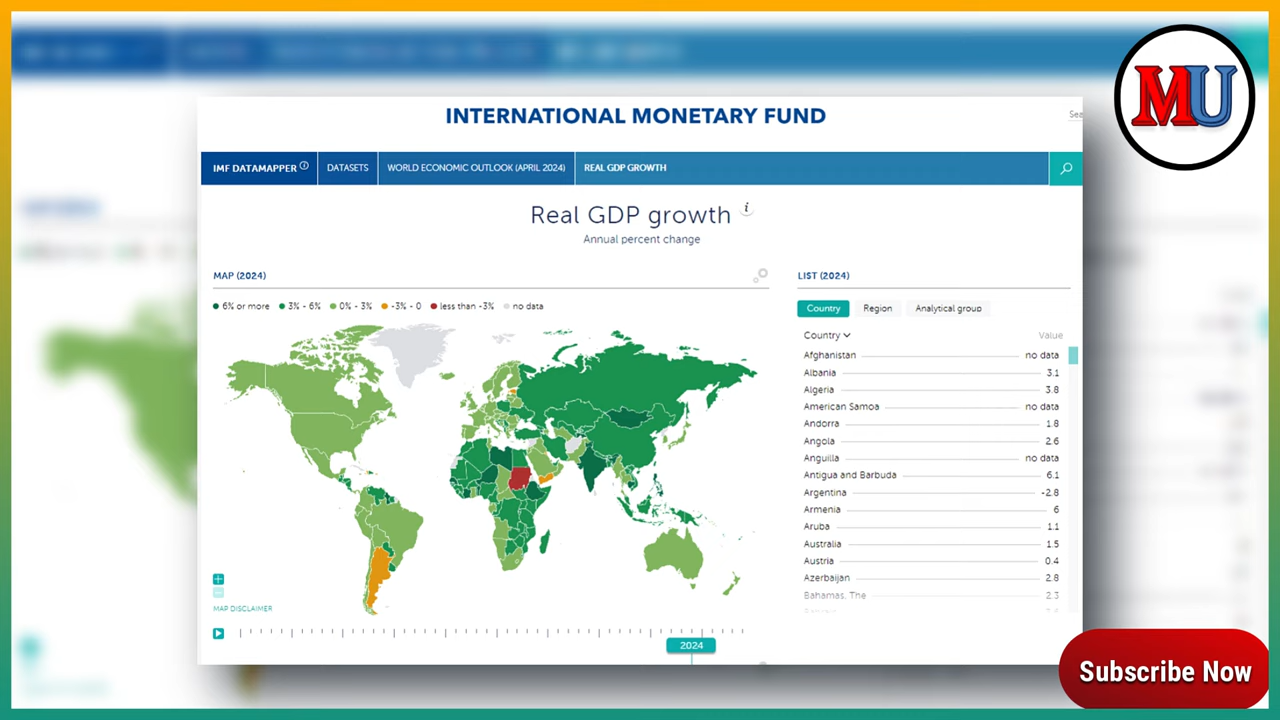 MU
INTERNATIONAL MONETARY FUND
Sea
IMF DATAMAPPER i DATASETS WORLD ECONOMIC OUTLOOK (APRIL 2024) REAL GDP GROWTH
Real GDP growth i
Annual percent change
MAP (2024)
6% or more 3% - 6% 0% - 3% -3% - 0 less than -3% no data
MAP DISCLAIMER
2024
LIST (2024)
Country Region Analytical group
Country Value
Afghanistan no data
Albania 3.1
Algeria 3.8
American Samoa no data
Andorra 1.8
Angola 2.6
Anguilla no data
Antigua and Barbuda 6.1
Argentina -2.8
Armenia 6
Aruba 1.1
Australia 1.5
Austria 0.4
Azerbaijan 2.8
Bahamas, The 2.3
Subscribe Now